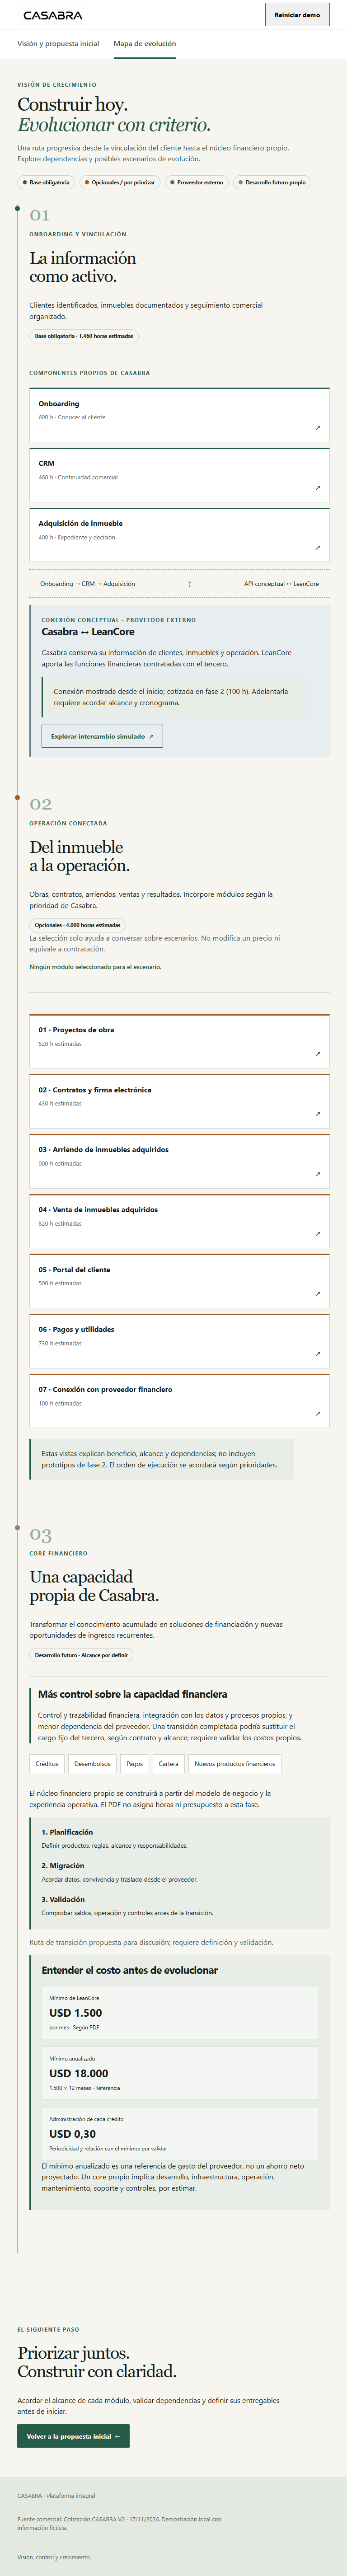 CASABRA
Reiniciar demo
Visión y propuesta inicial
Mapa de evolución
VISIÓN DE CRECIMIENTO
Construir hoy.
Evolucionar con criterio.
Una ruta progresiva desde la vinculación del cliente hasta el núcleo financiero propio.
Explore dependencias y posibles escenarios de evolución.
Base obligatoria
Opcionales / por priorizar
Proveedor externo
Desarrollo futuro propio
01
ONBOARDING Y VINCULACIÓN
La información
como activo.
Clientes identificados, inmuebles documentados y seguimiento comercial
organizado.
Base obligatoria · 1.460 horas estimadas
COMPONENTES PROPIOS DE CASABRA
Onboarding
600 h · Conocer al cliente
↗
CRM
460 h · Continuidad comercial
↗
Adquisición de inmueble
400 h · Expediente y decisión
↗
Onboarding → CRM → Adquisición
↕
API conceptual ↔ LeanCore
CONEXIÓN CONCEPTUAL · PROVEEDOR EXTERNO
Casabra ↔ LeanCore
Casabra conserva su información de clientes, inmuebles y operación. LeanCore
aporta las funciones financieras contratadas con el tercero.
Conexión mostrada desde el inicio; cotizada en fase 2 (100 h). Adelantarla
requiere acordar alcance y cronograma.
Explorar intercambio simulado ↗
02
OPERACIÓN CONECTADA
Del inmueble
a la operación.
Obras, contratos, arriendos, ventas y resultados. Incorpore módulos según la
prioridad de Casabra.
Opcionales · 4.000 horas estimadas
La selección solo ayuda a conversar sobre escenarios. No modifica un precio ni
equivale a contratación.
Ningún módulo seleccionado para el escenario.
01 · Proyectos de obra
520 h estimadas
↗
02 · Contratos y firma electrónica
430 h estimadas
↗
03 · Arriendo de inmuebles adquiridos
900 h estimadas
↗
04 · Venta de inmuebles adquiridos
820 h estimadas
↗
05 · Portal del cliente
500 h estimadas
↗
06 · Pagos y utilidades
730 h estimadas
↗
07 · Conexión con proveedor financiero
100 h estimadas
↗
Estas vistas explican beneficio, alcance y dependencias; no incluyen
prototipos de fase 2. El orden de ejecución se acordará según prioridades.
03
CORE FINANCIERO
Una capacidad
propia de Casabra.
Transformar el conocimiento acumulado en soluciones de financiación y nuevas
oportunidades de ingresos recurrentes.
Desarrollo futuro · Alcance por definir
Más control sobre la capacidad financiera
Control y trazabilidad financiera, integración con los datos y procesos propios, y
menor dependencia del proveedor. Una transición completada podría sustituir el
cargo fijo del tercero, según contrato y alcance; requiere validar los costos propios.
Créditos
Desembolsos
Pagos
Cartera
Nuevos productos financieros
El núcleo financiero propio se construirá a partir del modelo de negocio y la
experiencia operativa. El PDF no asigna horas ni presupuesto a esta fase.
1. Planificación
Definir productos, reglas, alcance y responsabilidades.
2. Migración
Acordar datos, convivencia y traslado desde el proveedor.
3. Validación
Comprobar saldos, operación y controles antes de la transición.
Ruta de transición propuesta para discusión; requiere definición y validación.
Entender el costo antes de evolucionar
Mínimo de LeanCore
USD 1.500
por mes · Según PDF
Mínimo anualizado
USD 18.000
1.500 × 12 meses · Referencia
Administración de cada crédito
USD 0,30
Periodicidad y relación con el mínimo: por validar
El mínimo anualizado es una referencia de gasto del proveedor, no un ahorro neto
proyectado. Un core propio implica desarrollo, infraestructura, operación,
mantenimiento, soporte y controles, por estimar.
EL SIGUIENTE PASO
Priorizar juntos.
Construir con claridad.
Acordar el alcance de cada módulo, validar dependencias y definir sus entregables
antes de iniciar.
Volver a la propuesta inicial ←
CASABRA · Plataforma integral
Fuente comercial: Cotización CASABRA V2 · 17/11/2026. Demostración local con
información ficticia.
Visión, control y crecimiento.